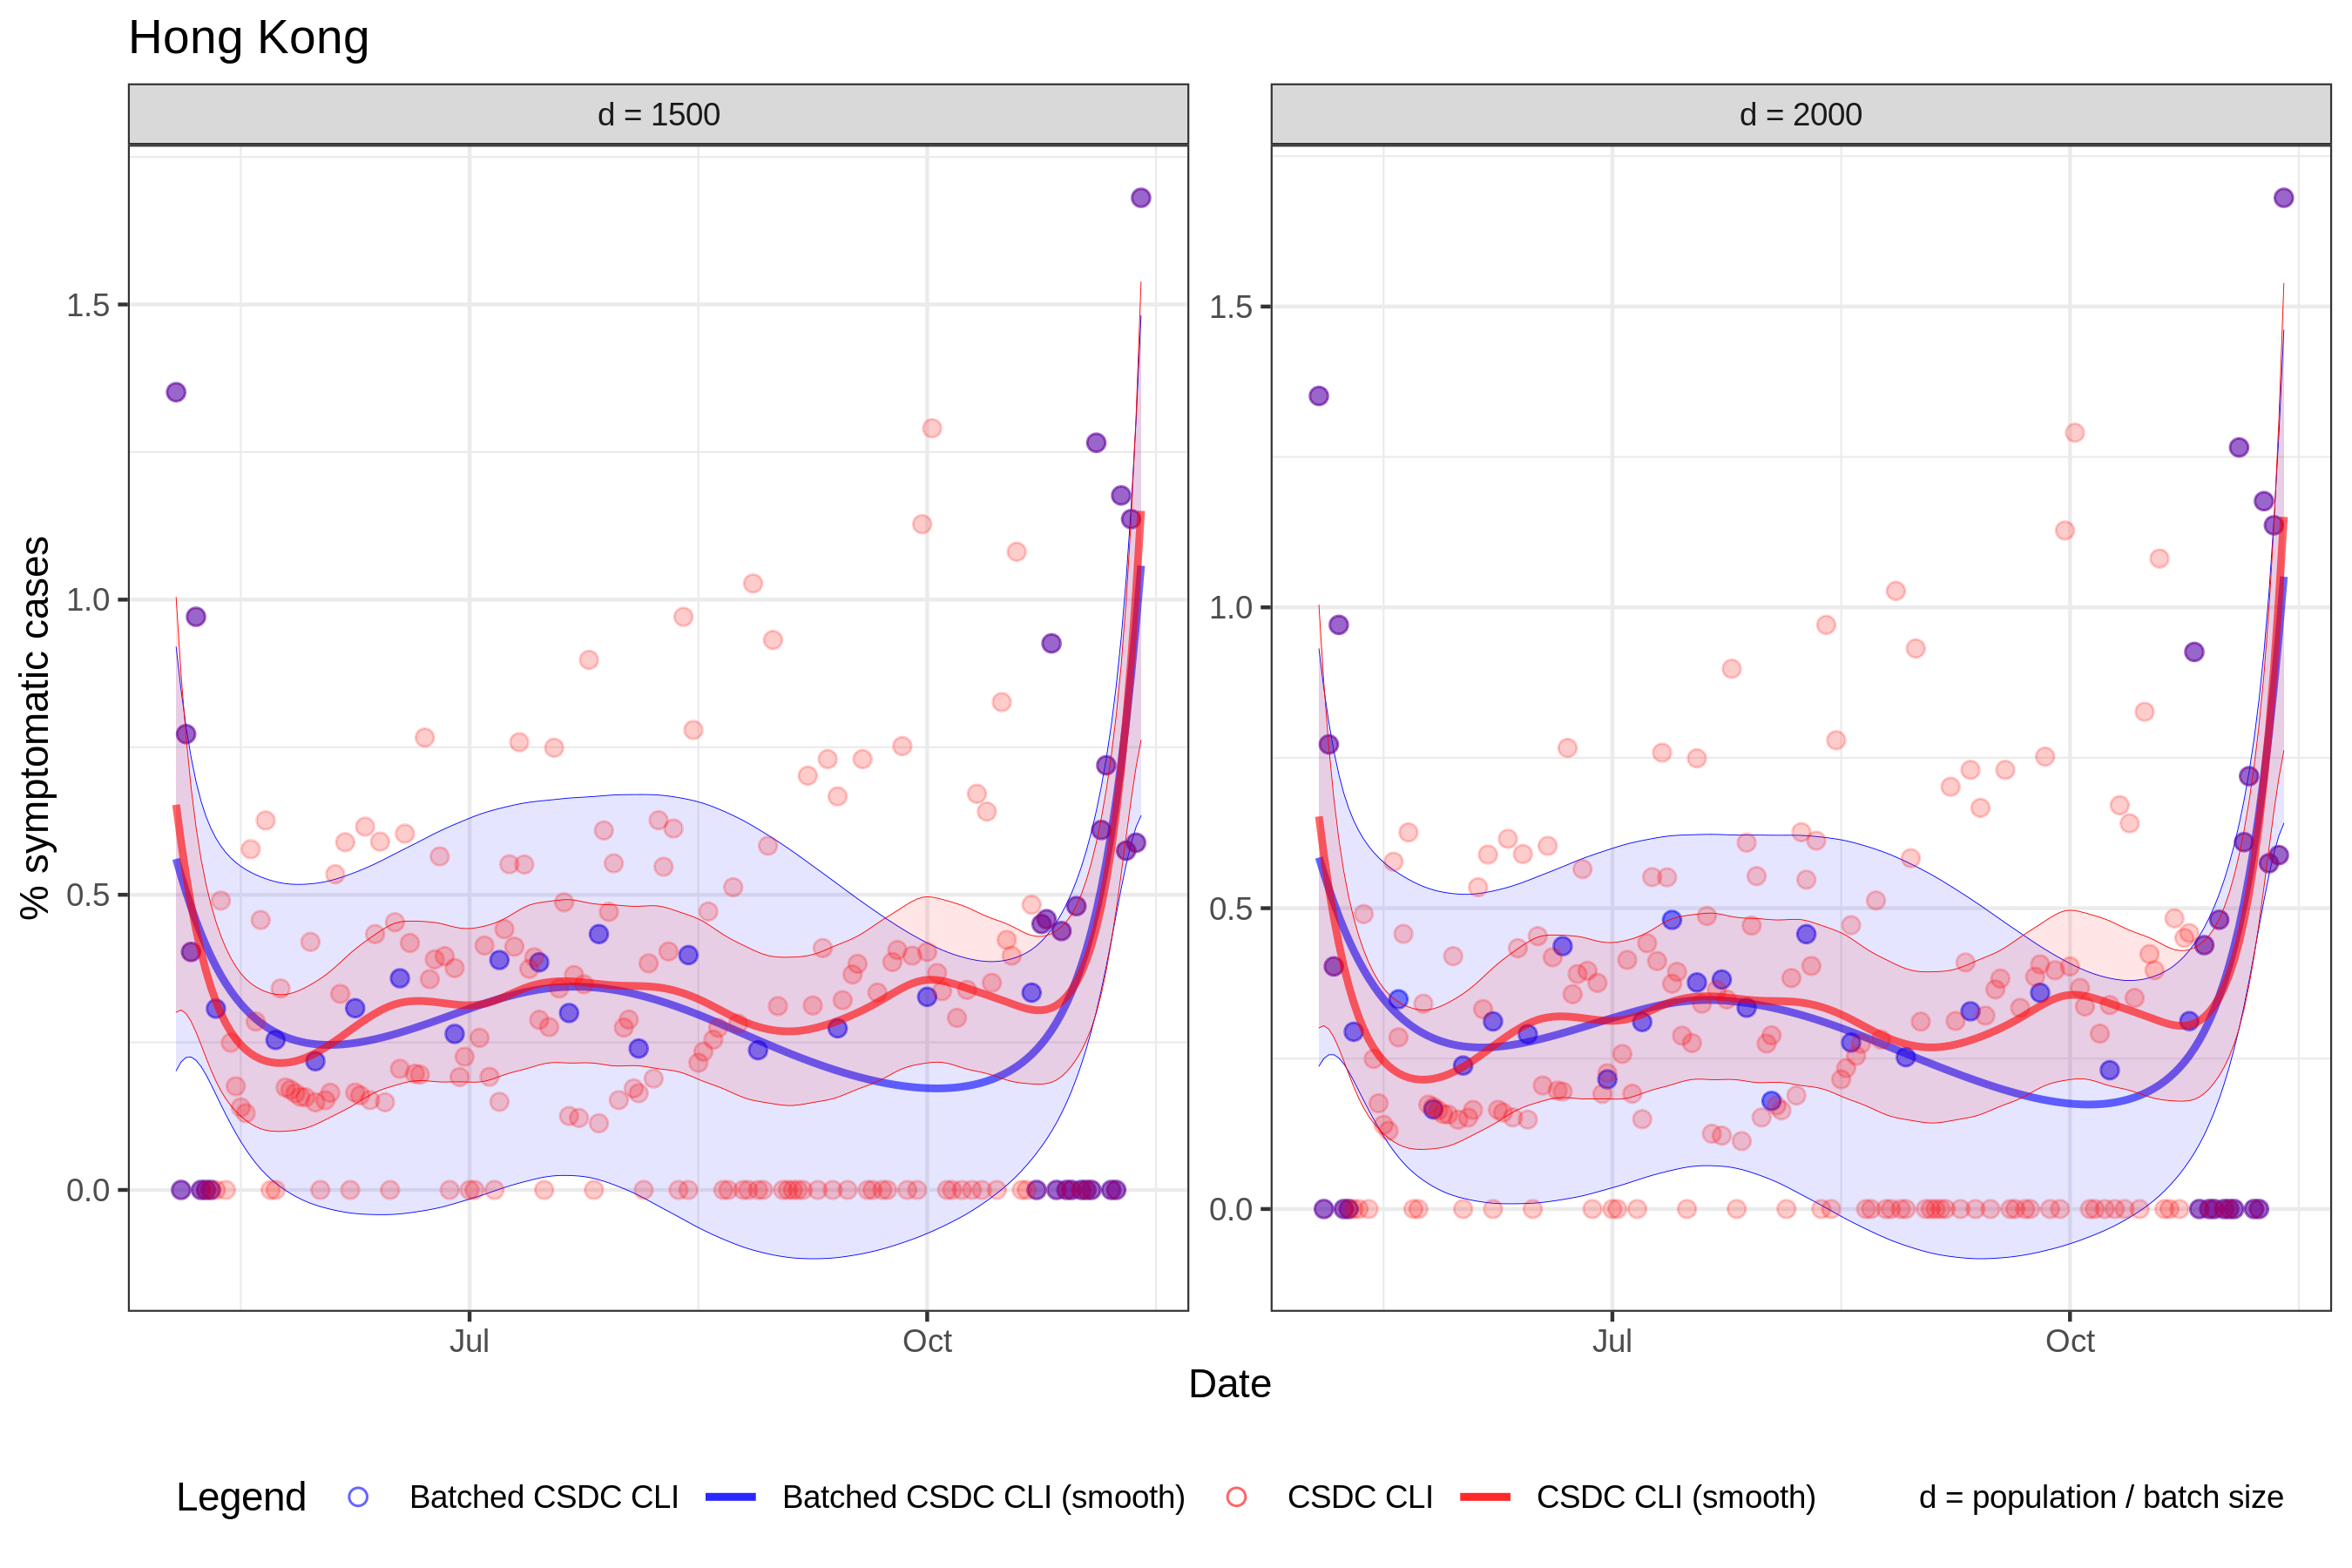 Hong Kong
d = 1500
d = 2000
% symptomatic cases
1.5
1.0
0.5
0.0
1.5
1.0
0.5
0.0
Jul
Oct
Jul
Oct
Date
Legend
Batched CSDC CLI
Batched CSDC CLI (smooth)
CSDC CLI
CSDC CLI (smooth)
d = population / batch size